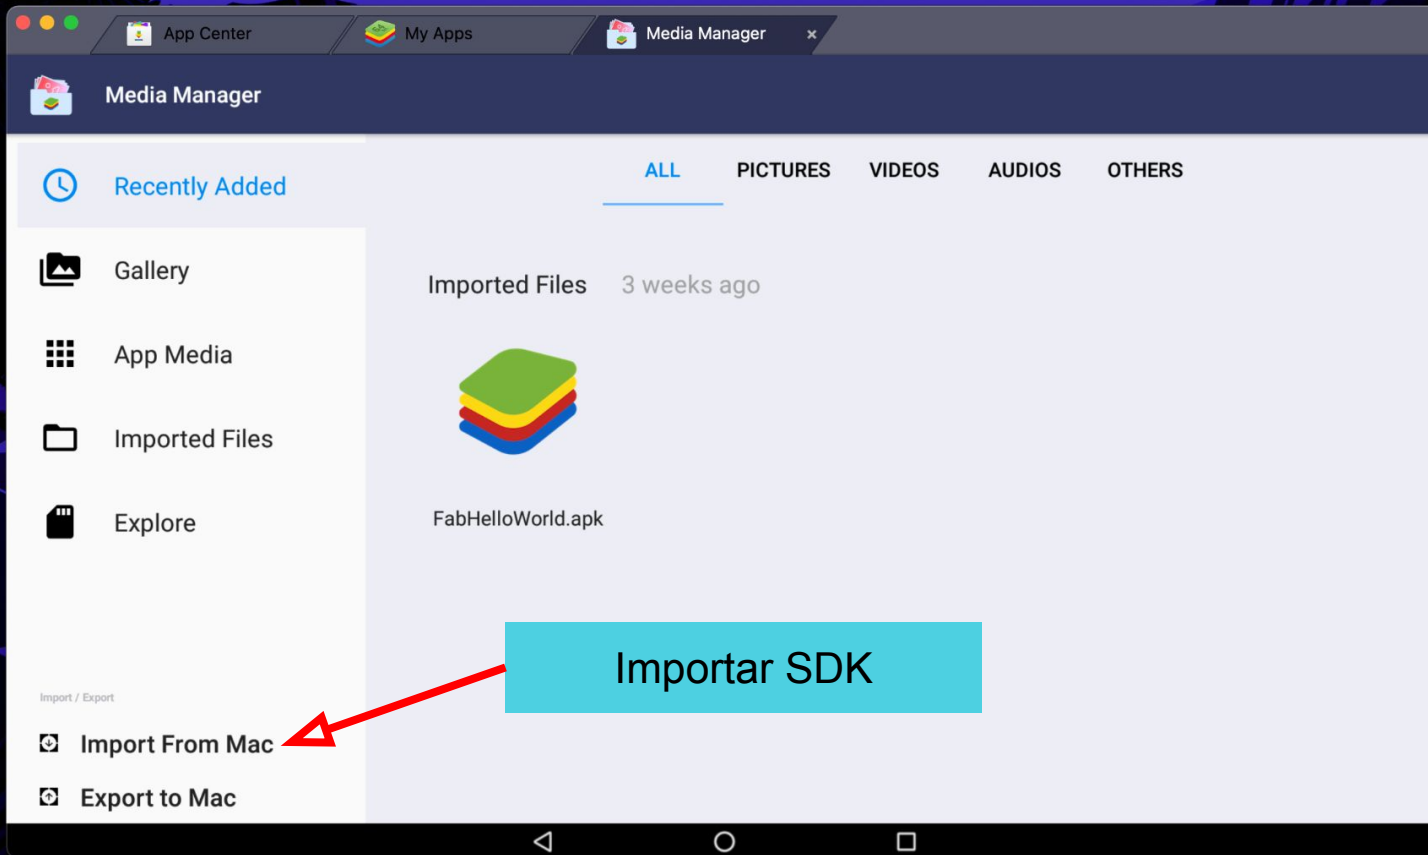 App Center
My Apps
Media Manager
Media Manager
Recently Added
Gallery
App Media
Imported Files
Explore
Import / Export
Import From Mac
Export to Mac
ALL PICTURES VIDEOS AUDIOS OTHERS
Imported Files 3 weeks ago
FabHelloWorld.apk
Importar SDK